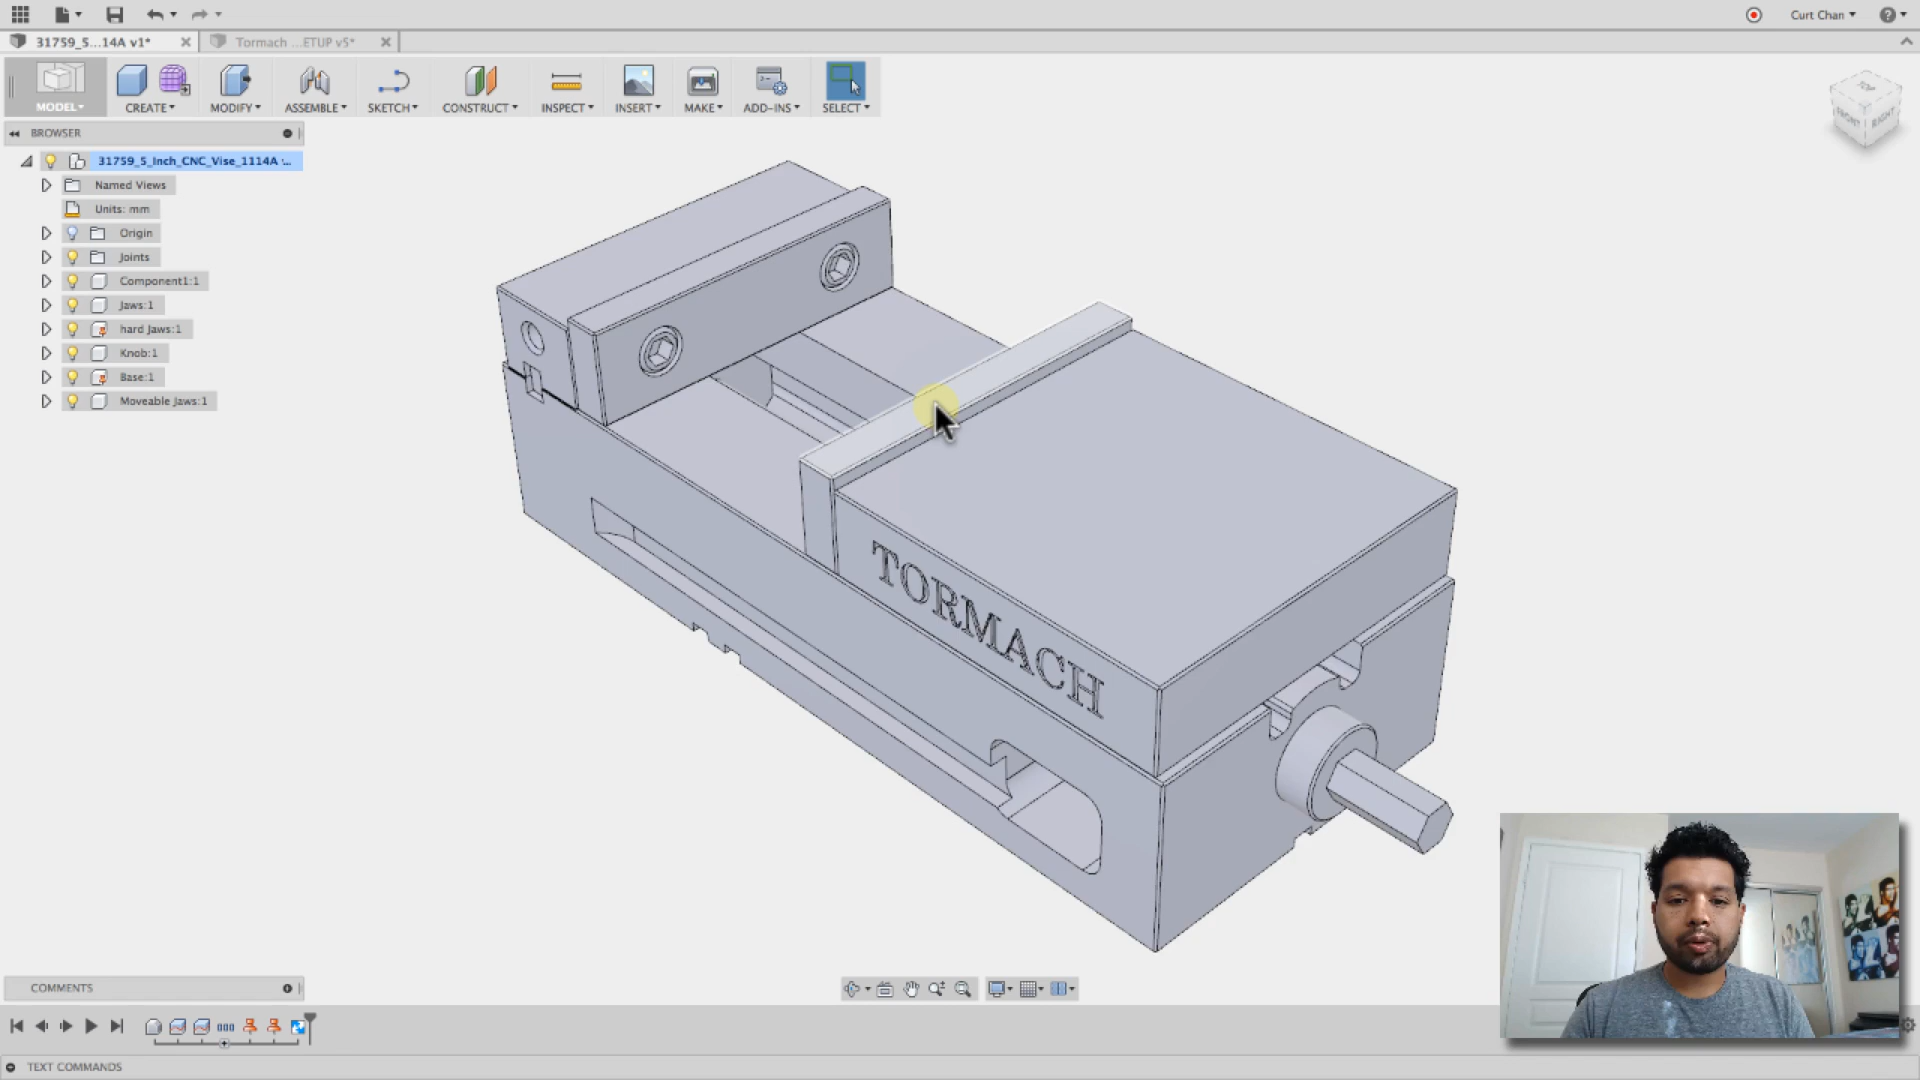 Curt Chan
31759_5...14A v1*
Tormach ...ETUP v5*
MODEL
CREATE
MODIFY
ASSEMBLE
SKETCH
CONSTRUCT
INSPECT
INSERT
MAKE
ADD-INS
SELECT
FRONT
RIGHT
BROWSER
31759_5_Inch_CNC_Vise_1114A :...
Named Views
Units: mm
Origin
Joints
Component1:1
Jaws:1
hard Jaws:1
Knob:1
Base:1
Moveable Jaws:1
TORMACH
COMMENTS
TEXT COMMANDS